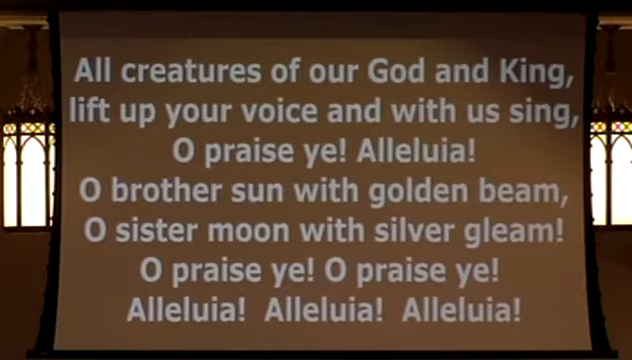 All creatures of our God and King,
lift up your voice and with us sing,
O praise ye! Alleluia!
O brother sun with golden beam,
O sister moon with silver gleam!
O praise ye! O praise ye!
Alleluia!  Alleluia!  Alleluia!